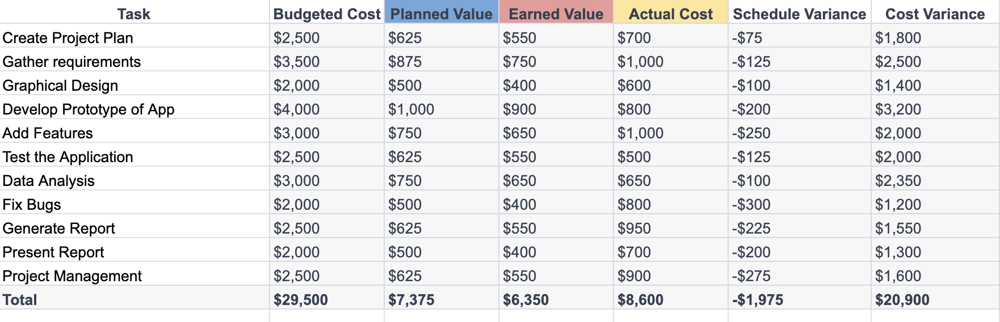 Task Budgeted Cost Planned Value Earned Value Actual Cost Schedule Variance Cost Variance
Create Project Plan $2,500 $625 $550 $700 -$75 $1,800
Gather requirements $3,500 $875 $750 $1,000 -$125 $2,500
Graphical Design $2,000 $500 $400 $600 -$100 $1,400
Develop Prototype of App $4,000 $1,000 $900 $800 -$200 $3,200
Add Features $3,000 $750 $650 $1,000 -$250 $2,000
Test the Application $2,500 $625 $550 $500 -$125 $2,000
Data Analysis $3,000 $750 $650 $650 -$100 $2,350
Fix Bugs $2,000 $500 $400 $800 -$300 $1,200
Generate Report $2,500 $625 $550 $950 -$225 $1,550
Present Report $2,000 $500 $400 $700 -$200 $1,300
Project Management $2,500 $625 $550 $900 -$275 $1,600
Total $29,500 $7,375 $6,350 $8,600 -$1,975 $20,900